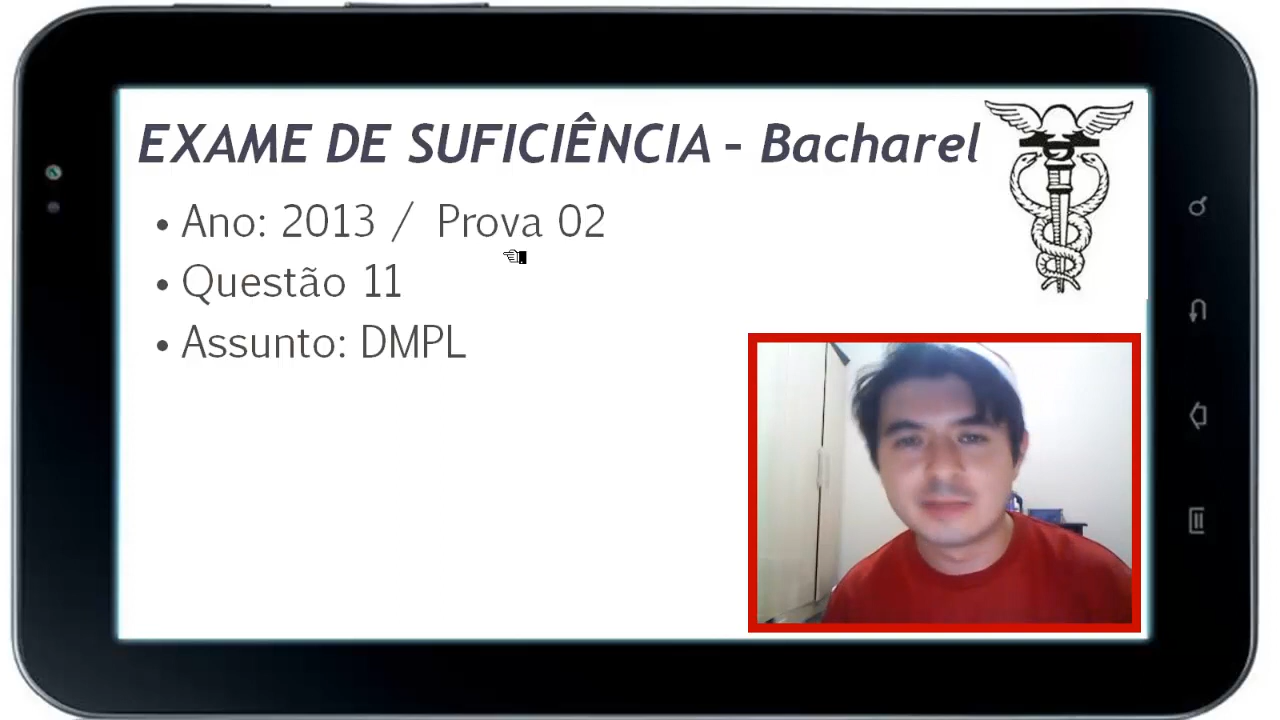 EXAME DE SUFICIÊNCIA – Bacharel
• Ano: 2013 / Prova 02
• Questão 11
• Assunto: DMPL